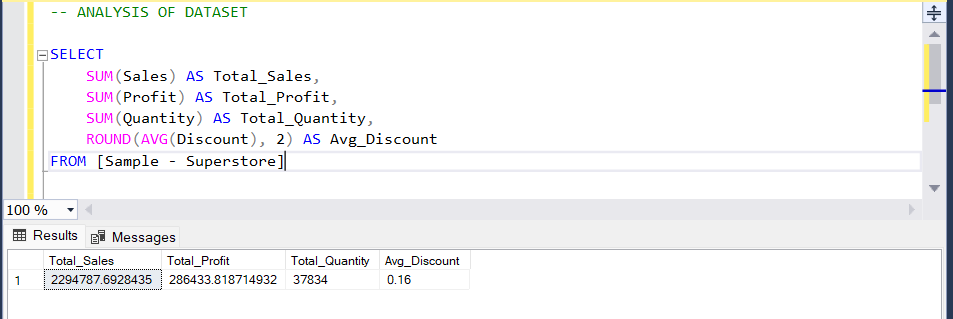 -- ANALYSIS OF DATASET
SELECT
SUM(Sales) AS Total_Sales,
SUM(Profit) AS Total_Profit,
SUM(Quantity) AS Total_Quantity,
ROUND(AVG(Discount), 2) AS Avg_Discount
FROM [Sample - Superstore]
100 %
Results Messages
Total_Sales Total_Profit Total_Quantity Avg_Discount
1 2294787.6928435 286433.818714932 37834 0.16